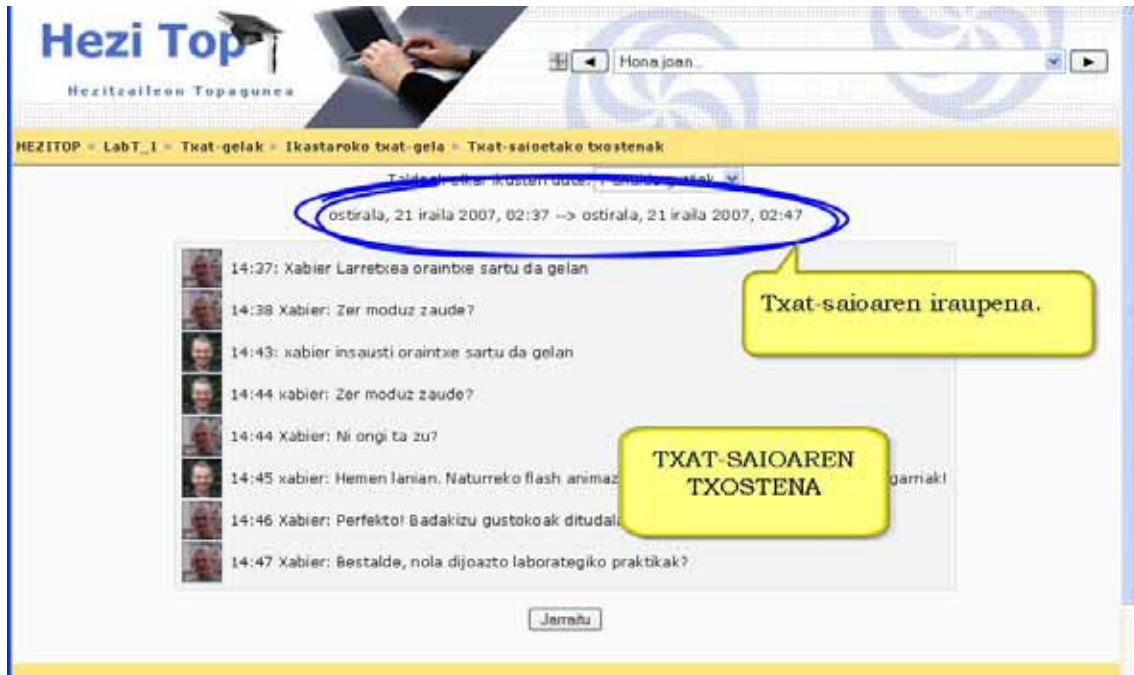 Hezi Top
Hezitzaileon Topagunea
Hona joan...
HEZITOP » LabT_1 » Txat-gelak » Ikastaroko txat-gela » Txat-saioetako txostenak
ostirala, 21 iraila 2007, 02:37 --> ostirala, 21 iraila 2007, 02:47
Txat-saioaren iraupena.
14:37: Xabier Larretxea oraintxe sartu da gelan
14:38 Xabier: Zer moduz zaude?
14:43: xabier insausti oraintxe sartu da gelan
14:44 xabier: Zer moduz zaude?
14:44 Xabier: Ni ongi ta zu?
14:45 xabier: Hemen lanian. Naturreko flash animaz garriak!
TXAT-SAIOAREN
TXOSTENA
14:46 Xabier: Perfekto! Badakizu gustokoak ditudala
14:47 Xabier: Bestalde, nola dijoazto laborategiko praktikak?
Jarraitu